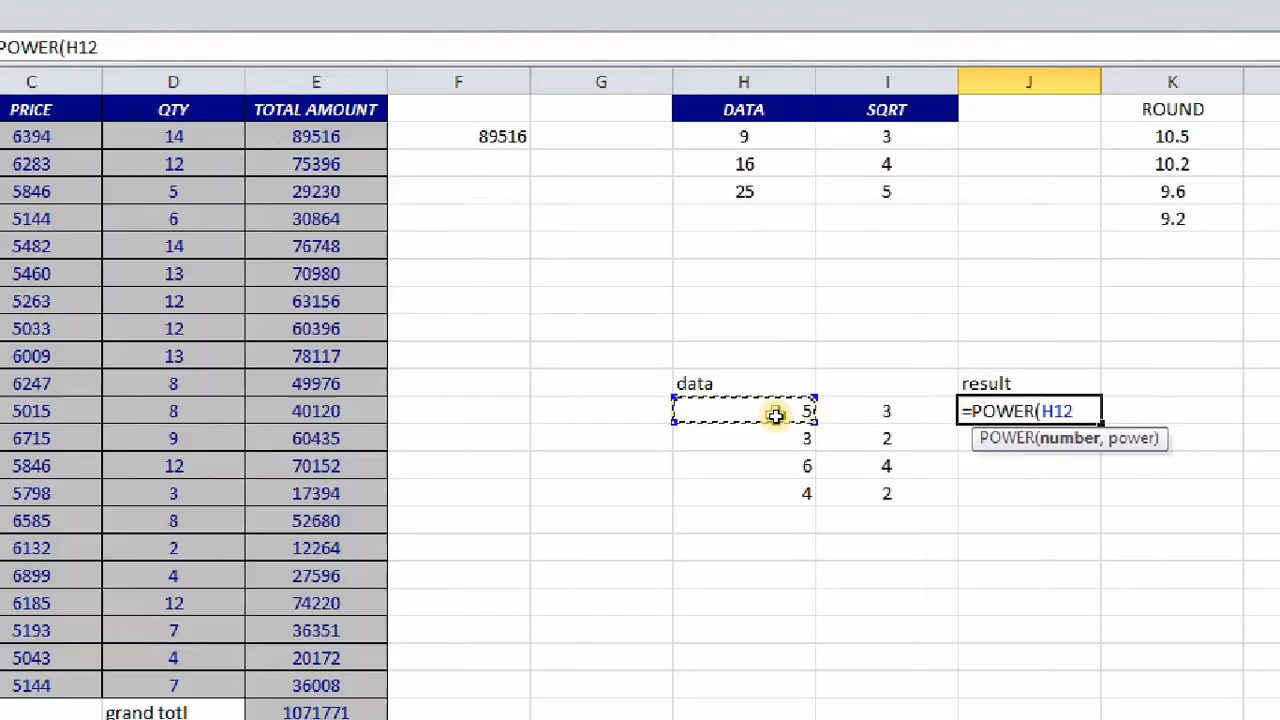 POWER(H12
C D E F G H I J K
PRICE QTY TOTAL AMOUNT DATA SQRT ROUND
6394 14 89516 89516 9 3 10.5
6283 12 75396 16 4 10.2
5846 5 29230 25 5 9.6
5144 6 30864 9.2
5482 14 76748
5460 13 70980
5263 12 63156
5033 12 60396
6009 13 78117
6247 8 49976 data result
5015 8 40120 5 3 =POWER(H12
6715 9 60435 3 2 POWER(number, power)
5846 12 70152 6 4
5798 3 17394 4 2
6585 8 52680
6132 2 12264
6899 4 27596
6185 12 74220
5193 7 36351
5043 4 20172
5144 7 36008
grand totl 1071771